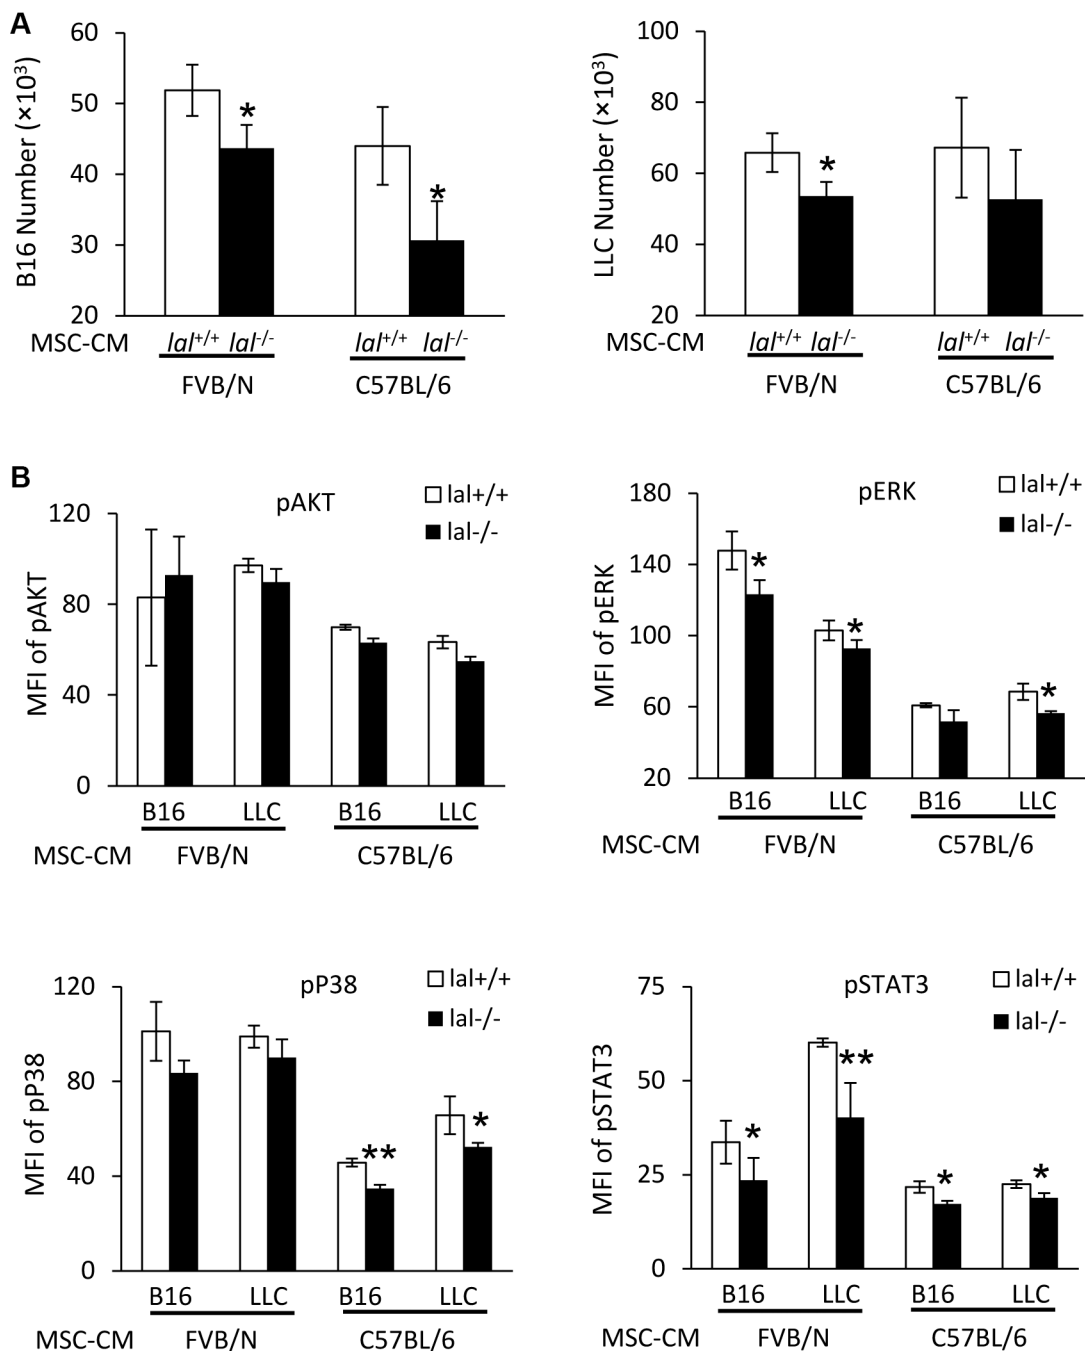 A
B16 Number (×10³)
60
50
40
30
20
*
*
MSC-CM
lal+/+ lal-/-
lal+/+ lal-/-
FVB/N
C57BL/6
LLC Number (×10³)
100
80
60
40
20
*
lal+/+ lal-/-
lal+/+ lal-/-
FVB/N
C57BL/6
B
pAKT
lal+/+
lal-/-
MFI of pAKT
120
80
40
0
B16 LLC B16 LLC
MSC-CM FVB/N C57BL/6
pERK
lal+/+
lal-/-
MFI of pERK
180
140
100
60
20
*
*
*
B16 LLC B16 LLC
MSC-CM FVB/N C57BL/6
pP38
lal+/+
lal-/-
MFI of pP38
120
80
40
0
**
*
B16 LLC B16 LLC
MSC-CM FVB/N C57BL/6
pSTAT3
lal+/+
lal-/-
MFI of pSTAT3
75
50
25
0
*
**
*
*
B16 LLC B16 LLC
MSC-CM FVB/N C57BL/6